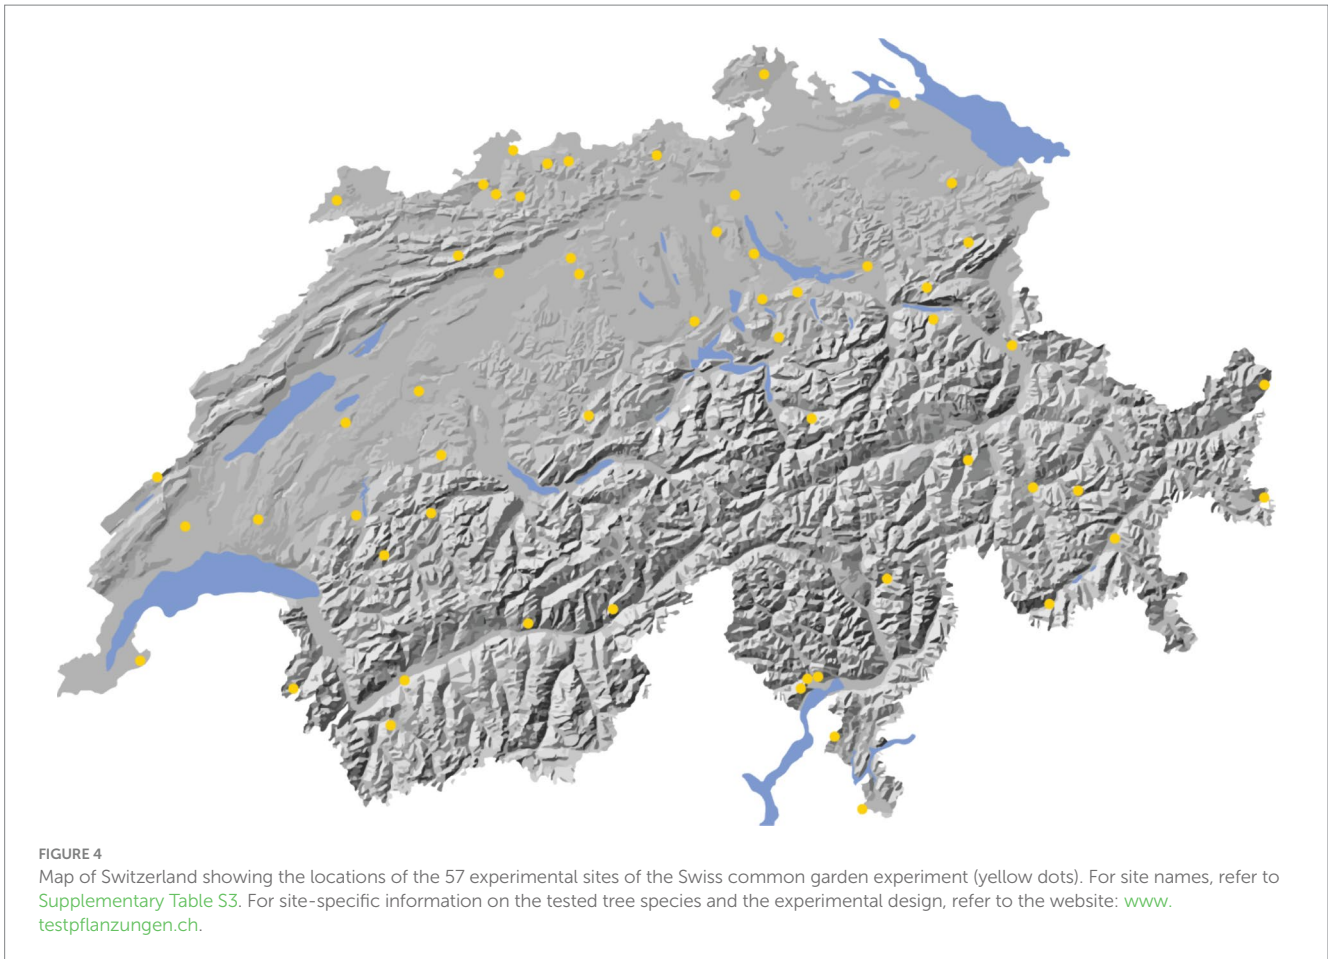 FIGURE 4
Map of Switzerland showing the locations of the 57 experimental sites of the Swiss common garden experiment (yellow dots). For site names, refer to
Supplementary Table S3. For site-specific information on the tested tree species and the experimental design, refer to the website: www.
testpflanzungen.ch.